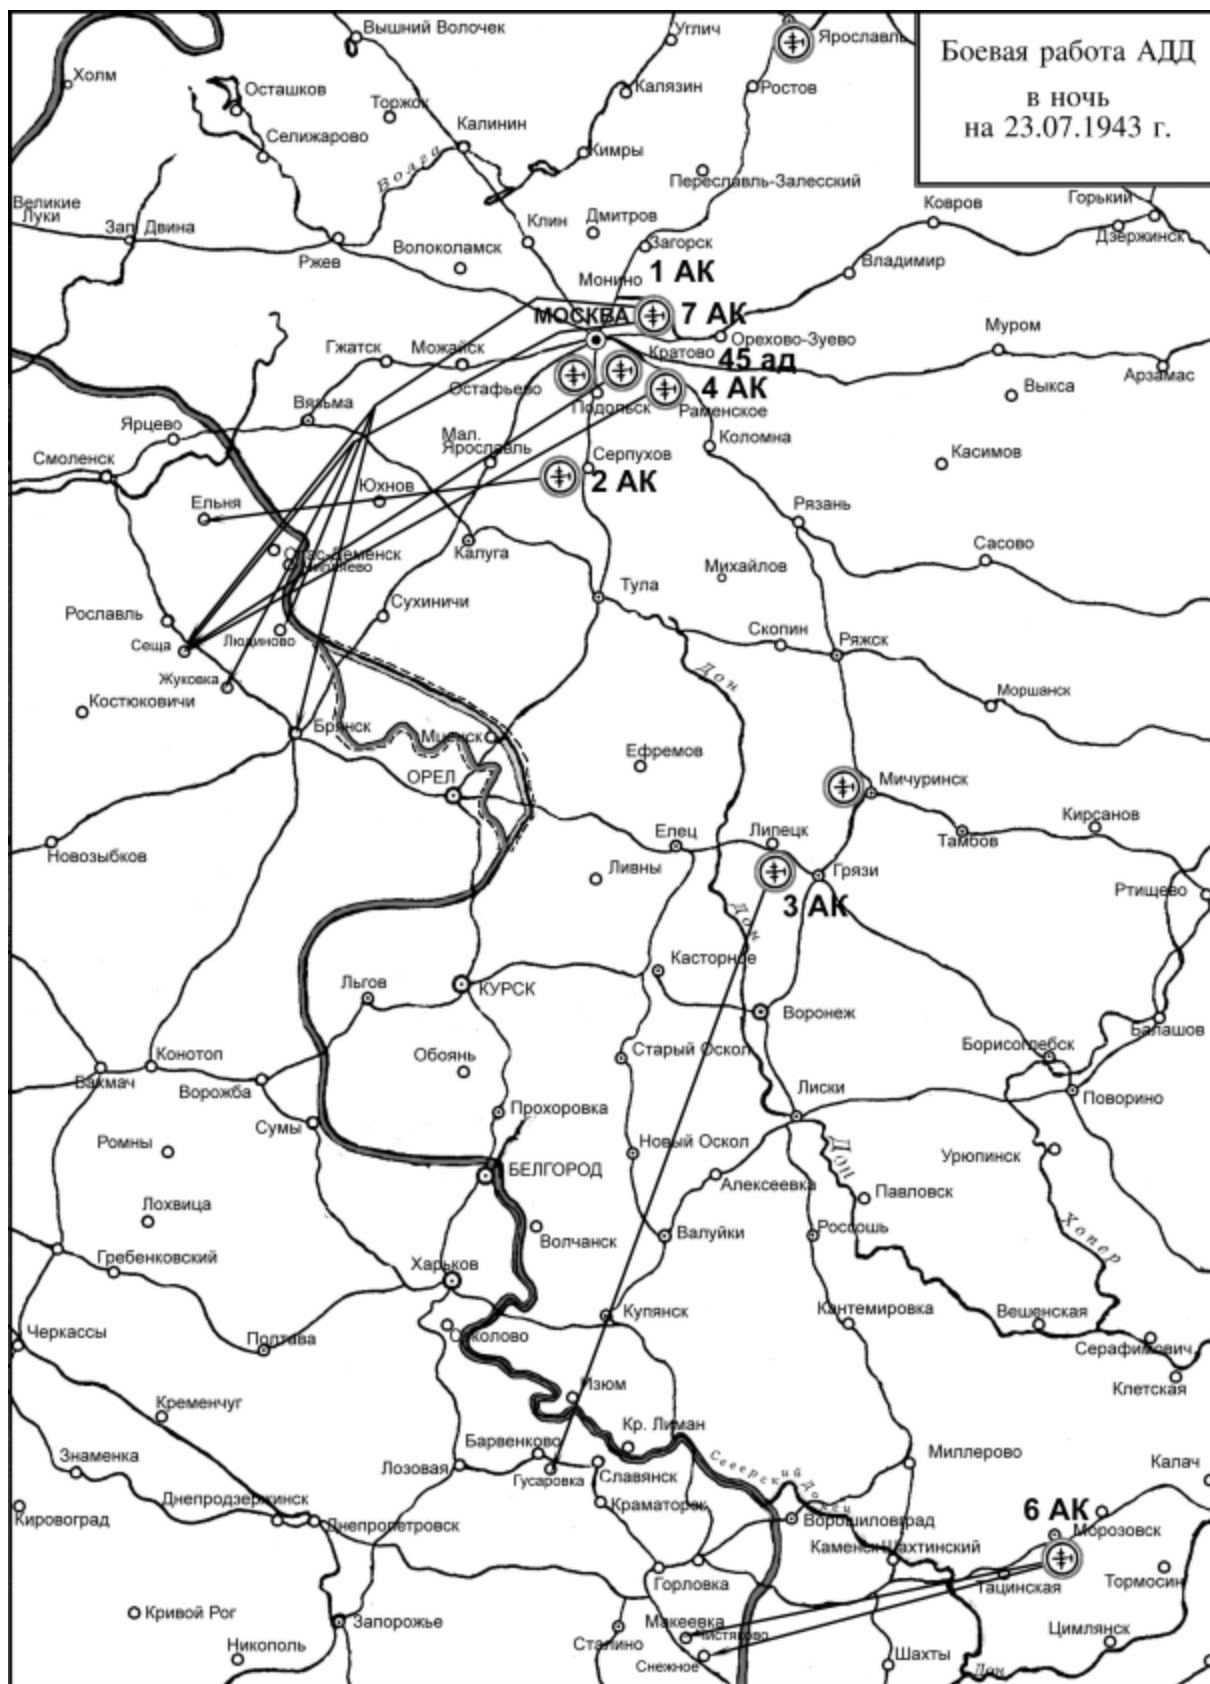 Боевая работа АДД
в ночь
на 23.07.1943 г.
Вышний Волочек
Углич
Ярославль
Холм
Осташков
Торжок
Калязин
Ростов
Селижарово
Калинин
Кимры
Волга
Переславль-Залесский
Великие
Луки
Зап. Двина
Ржев
Волоколамск
Клин
Дмитров
Загорск
Ковров
Горький
Дзержинск
Владимир
Монино
1 АК
МОСКВА
7 АК
Орехово-Зуево
Муром
Гжатск
Можайск
Остафьево
Кратово
45 ад
4 АК
Арзамас
Выкса
Подольск
Раменское
Вязьма
Ярцево
Мал.
Ярославль
Коломна
Смоленск
Серпухов
Касимов
2 АК
Ельня
Юхнов
Рязань
Спас-Деменск
Калуга
Сасово
Михайлов
Тула
Рославль
Сухиничи
Сеща
Людиново
Скопин
Ряжск
Жуковка
Дон
Костюковичи
Моршанск
Брянск
Мценск
Ефремов
ОРЕЛ
Мичуринск
Кирсанов
Новозыбков
Елец
Липецк
Тамбов
Ливны
Грязи
Ртищево
3 АК
Дон
Касторное
Льгов
КУРСК
Воронеж
Балашов
Обоянь
Старый Оскол
Борисоглебск
Конотоп
Бахмач
Ворожба
Лиски
Поворино
Сумы
Прохоровка
Ромны
Новый Оскол
Дон
Урюпинск
БЕЛГОРОД
Алексеевка
Павловск
Лохвица
Волчанск
Валуйки
Россошь
Хопер
Гребенковский
Харьков
Купянск
Кантемировка
Вешенская
Черкассы
Полтава
Соколово
Серафимович
Клетская
Изюм
Кременчуг
Кр. Лиман
Знаменка
Барвенково
Северский Донец
Миллерово
Калач
Лозовая
Гусаровка
Славянск
Днепродзержинск
Краматорск
6 АК
Кировоград
Днепропетровск
Ворошиловград
Морозовск
Каменск-Шахтинский
Горловка
Тацинская
Тормосин
Кривой Рог
Запорожье
Макеевка
Чистяково
Сталино
Цимлянск
Никополь
Снежное
Шахты
Дон